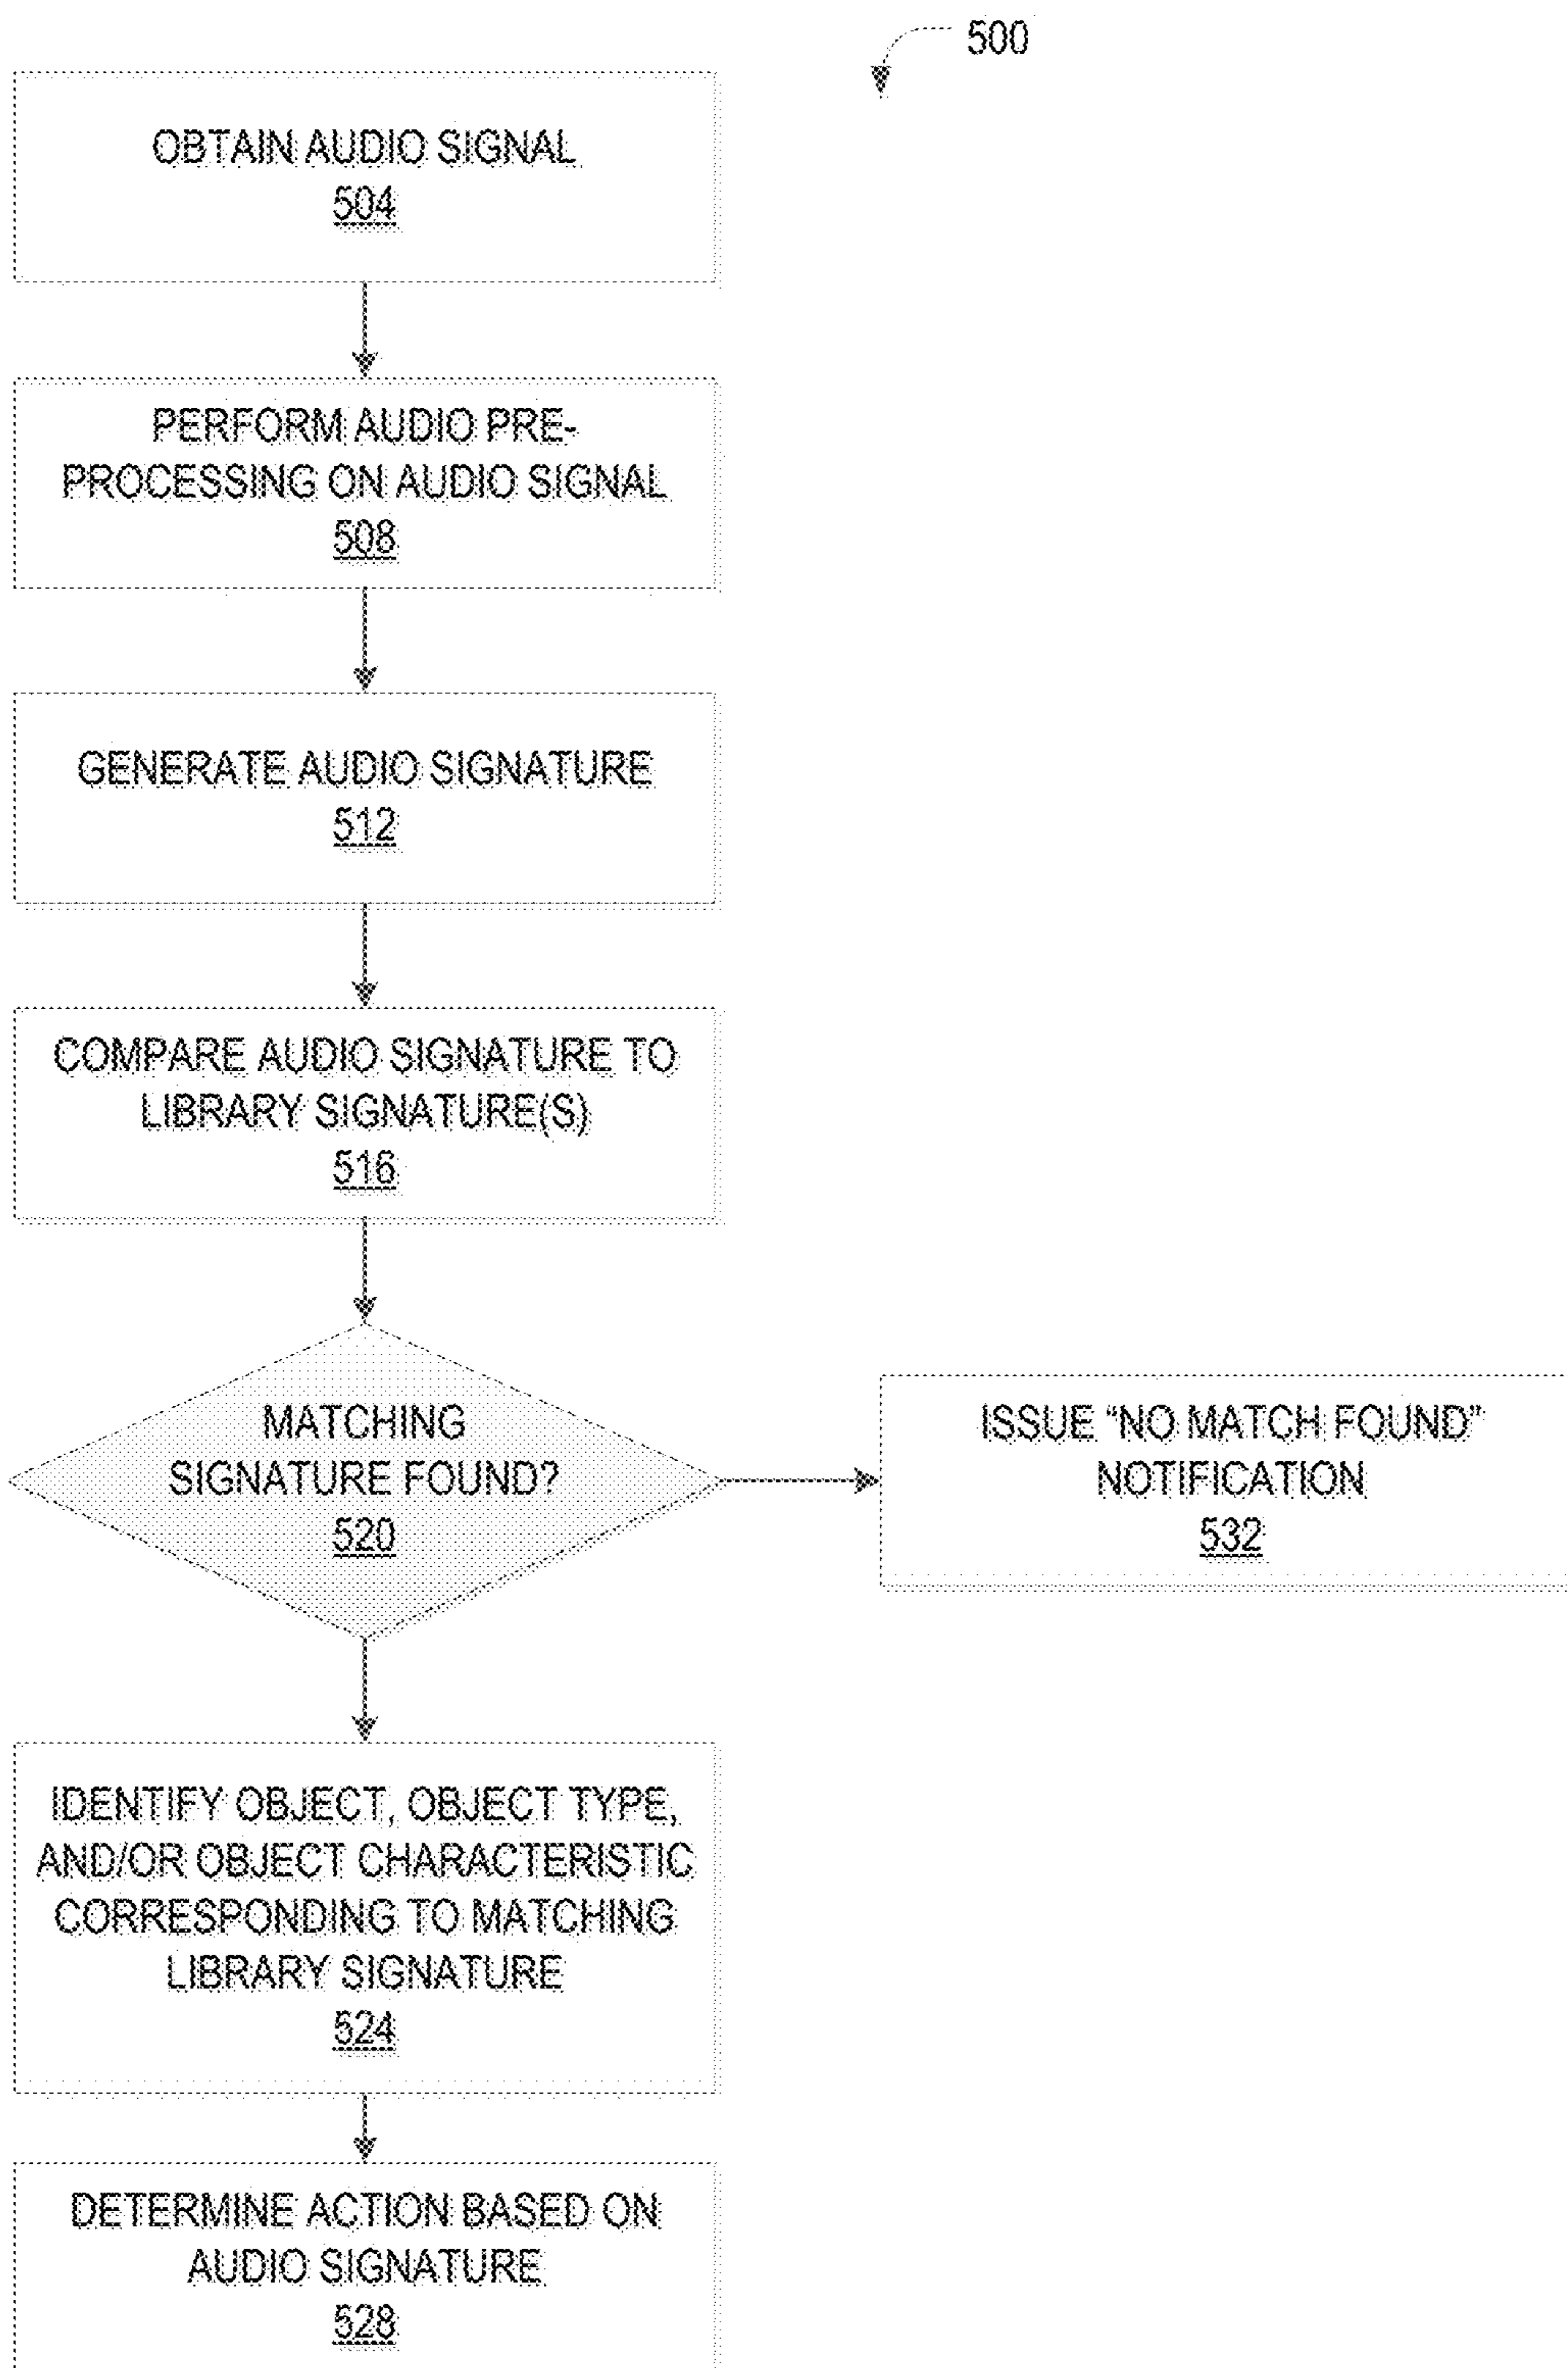 500
OBTAIN AUDIO SIGNAL
504
PERFORM AUDIO PRE-
PROCESSING ON AUDIO SIGNAL
508
GENERATE AUDIO SIGNATURE
512
COMPARE AUDIO SIGNATURE TO
LIBRARY SIGNATURE(S)
516
MATCHING
SIGNATURE FOUND?
520
ISSUE “NO MATCH FOUND”
NOTIFICATION
532
IDENTIFY OBJECT, OBJECT TYPE,
AND/OR OBJECT CHARACTERISTIC
CORRESPONDING TO MATCHING
LIBRARY SIGNATURE
524
DETERMINE ACTION BASED ON
AUDIO SIGNATURE
528